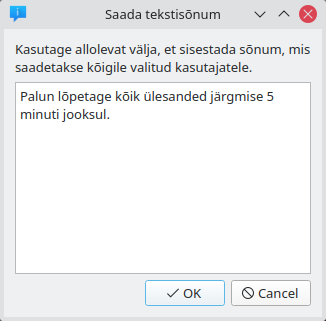 Saada tekstisõnum
Kasutage allolevat välja, et sisestada sõnum, mis
saadetakse kõigile valitud kasutajatele.
Palun lõpetage kõik ülesanded järgmise 5
minuti jooksul.
OK
Cancel